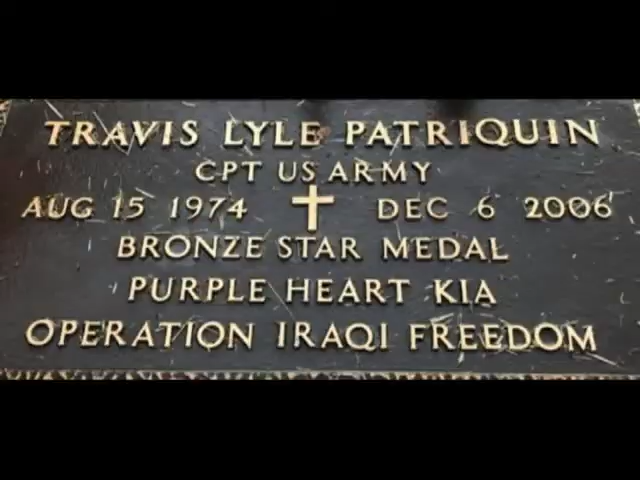 TRAVIS LYLE PATRIQUIN
CPT US ARMY
AUG 15 1974 DEC 6 2006
BRONZE STAR MEDAL
PURPLE HEART KIA
OPERATION IRAQI FREEDOM